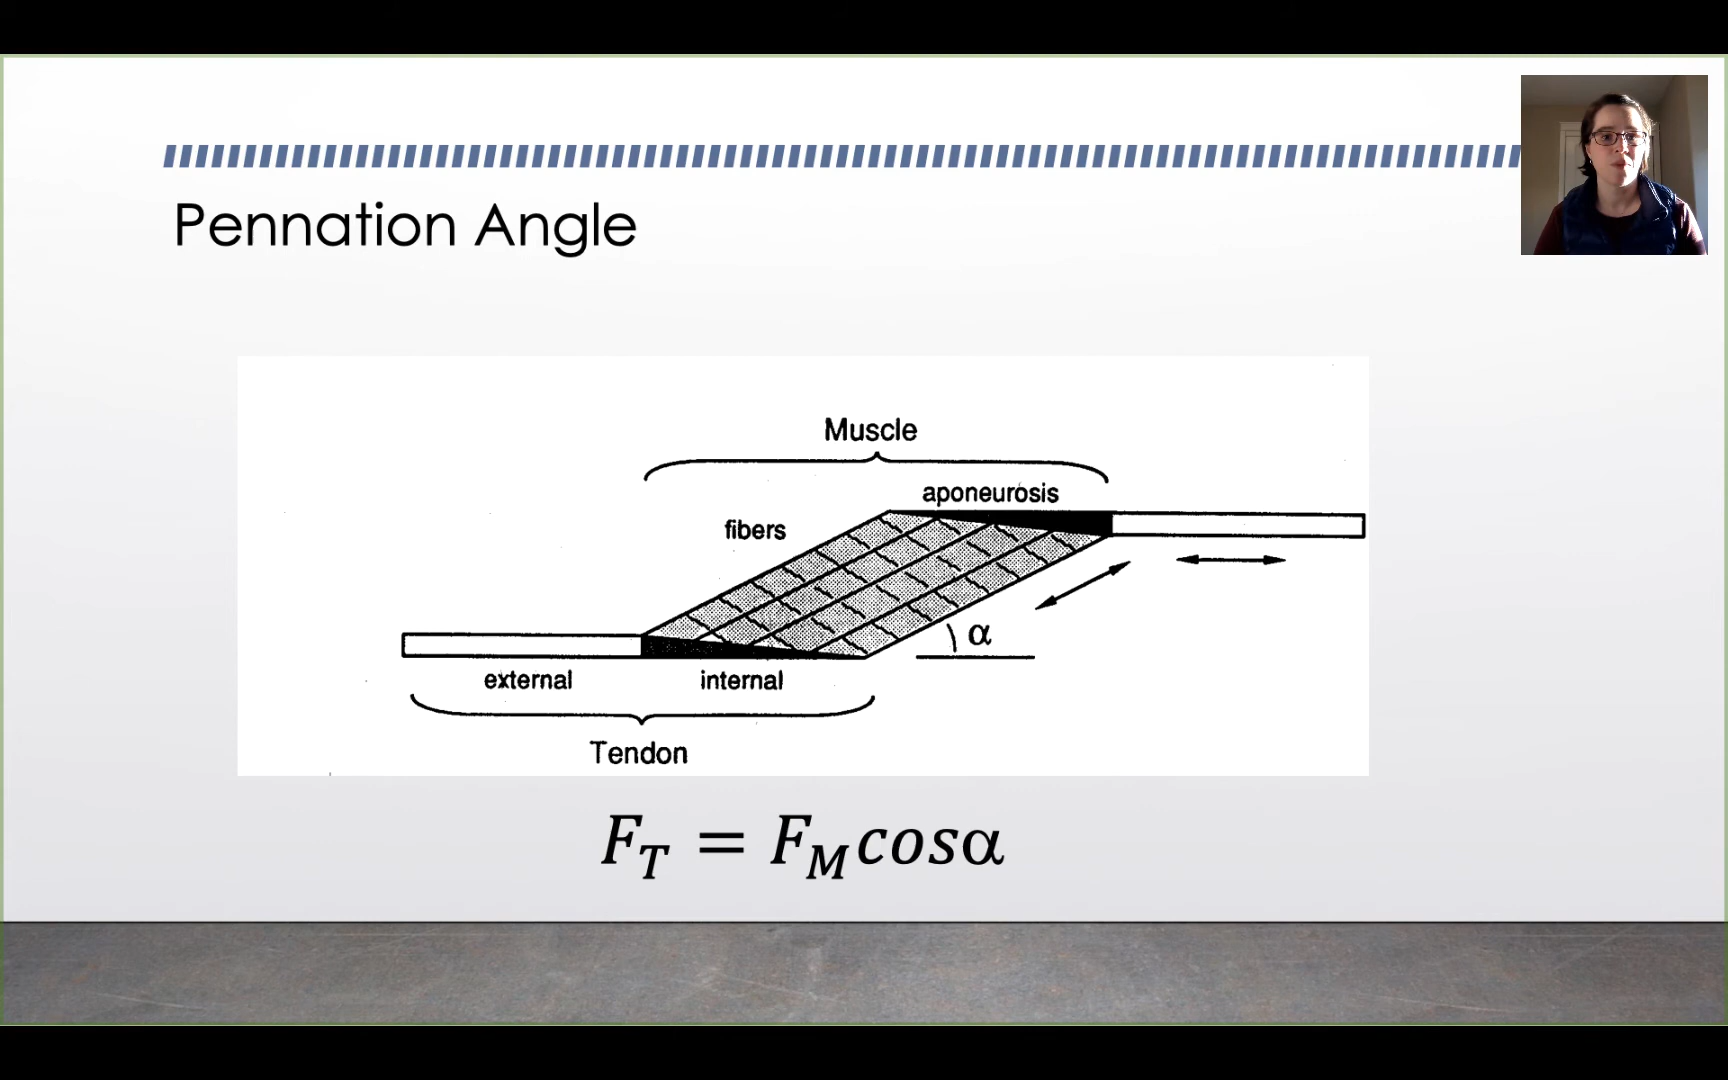 Pennation Angle
Muscle
aponeurosis
fibers
α
external internal
Tendon
F_T = F_M cosα